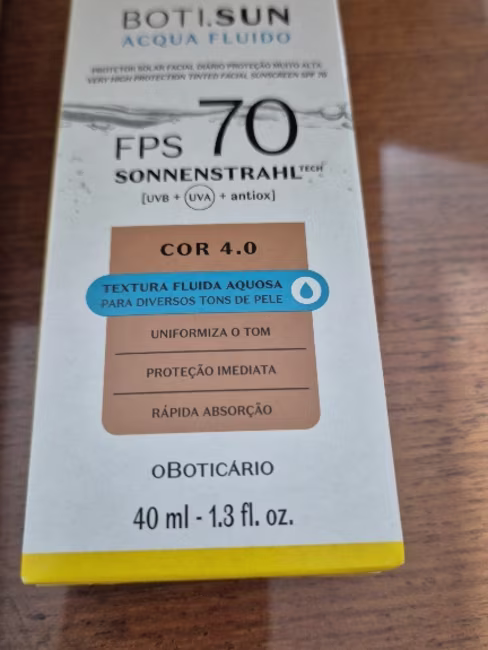 BOTI.SUN
ACQUA FLUIDO
PROTETOR SOLAR FACIAL DIÁRIO PROTEÇÃO MUITO ALTA
VERY HIGH PROTECTION TINTED FACIAL SUNSCREEN SPF 70
FPS 70
SONNENSTRAHL TECH
[UVB + UVA + antiox]
COR 4.0
TEXTURA FLUIDA AQUOSA
PARA DIVERSOS TONS DE PELE
UNIFORMIZA O TOM
PROTEÇÃO IMEDIATA
RÁPIDA ABSORÇÃO
OBOTICÁRIO
40 ml - 1.3 fl. oz.